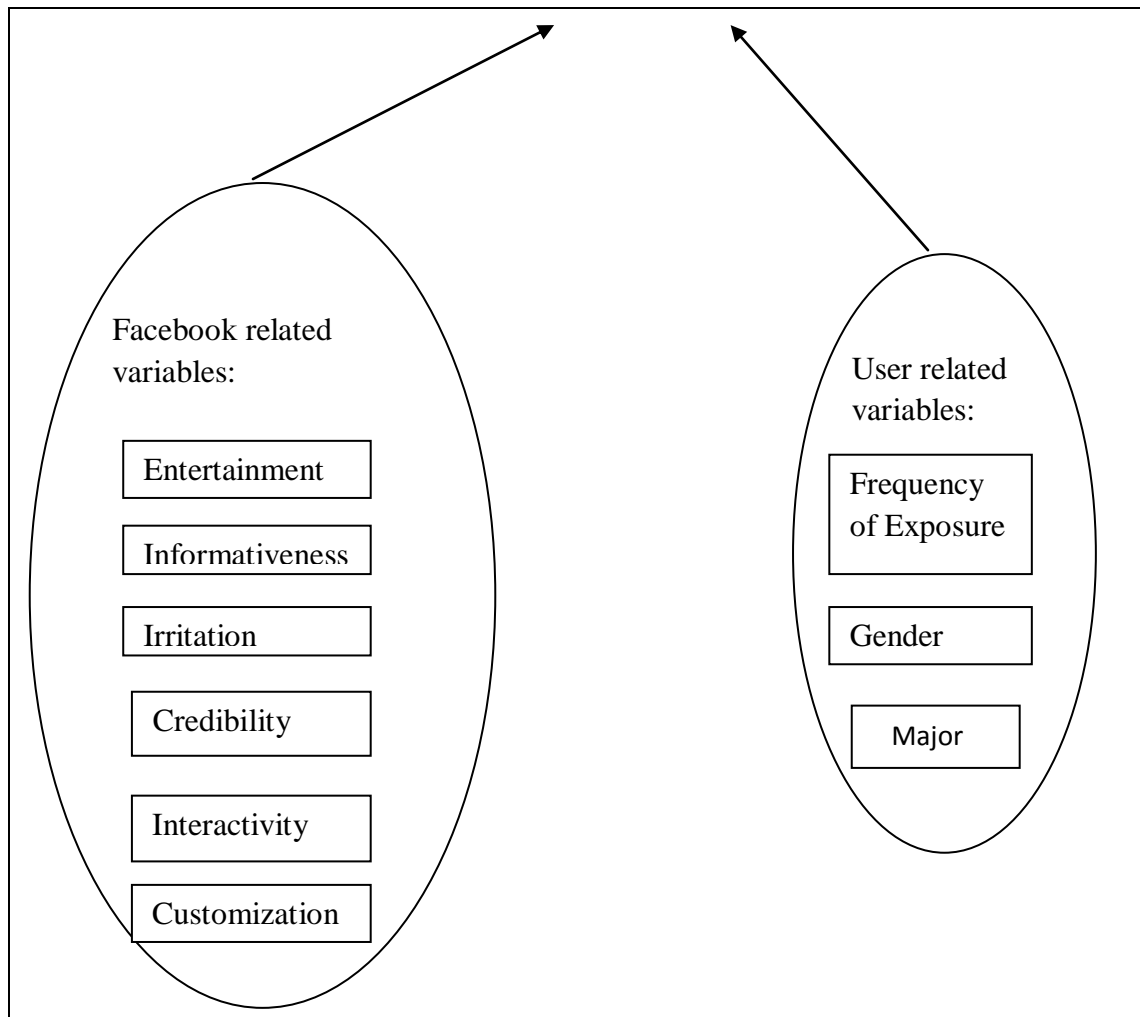 Facebook related
variables:
Entertainment
Informativeness
Irritation
Credibility
Interactivity
Customization
User related
variables:
Frequency
of Exposure
Gender
Major